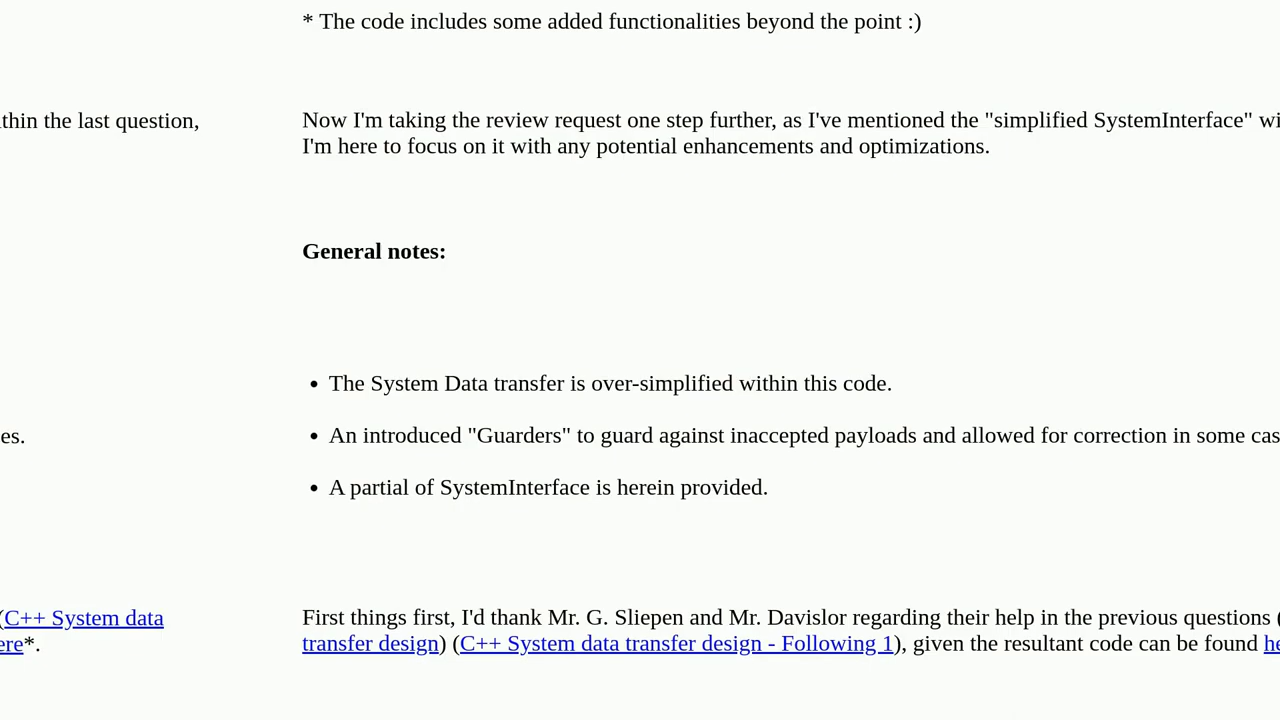 * The code includes some added functionalities beyond the point :)
thin the last question,
Now I'm taking the review request one step further, as I've mentioned the "simplified SystemInterface" wi
I'm here to focus on it with any potential enhancements and optimizations.
General notes:
• The System Data transfer is over-simplified within this code.
es.
• An introduced "Guarders" to guard against inaccepted payloads and allowed for correction in some cas
• A partial of SystemInterface is herein provided.
(C++ System data
ere*.
First things first, I'd thank Mr. G. Sliepen and Mr. Davislor regarding their help in the previous questions (
transfer design) (C++ System data transfer design - Following 1), given the resultant code can be found he